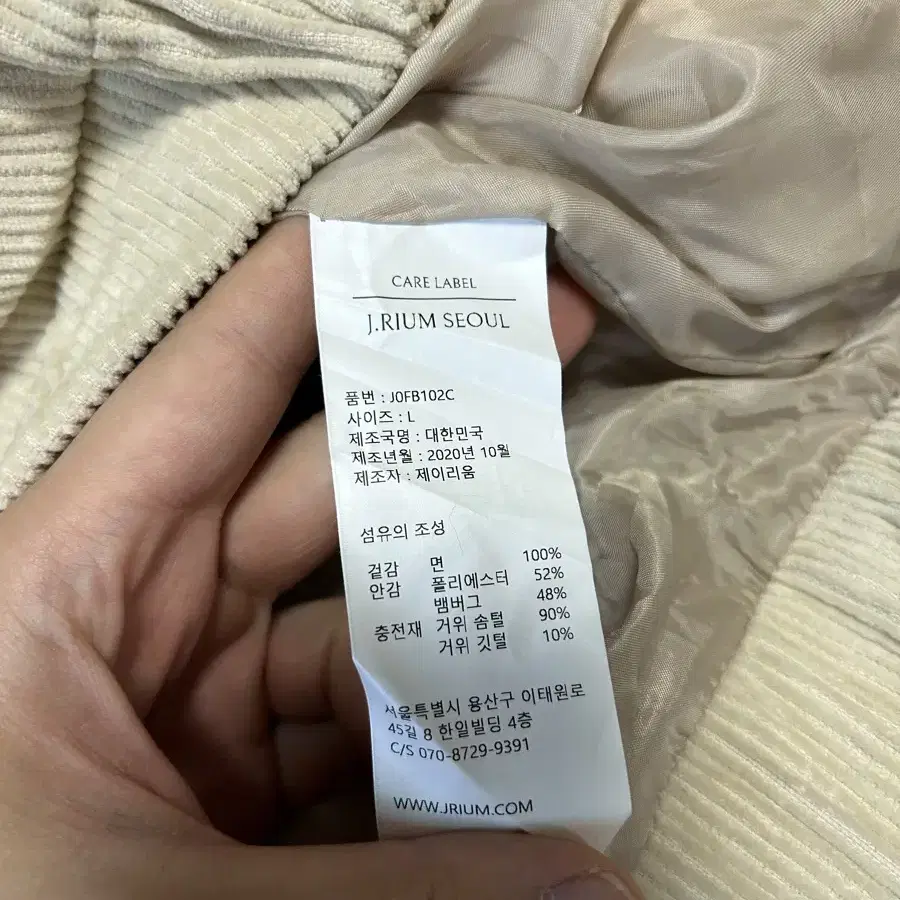 CARE LABEL
J.RIUM SEOUL
품번 : J0FB102C
사이즈 : L
제조국명 : 대한민국
제조년월 : 2020년 10월
제조자 : 제이리움
섬유의 조성
겉감 면 100%
안감 폴리에스터 52%
뱀버그 48%
충전재 거위 솜털 90%
거위 깃털 10%
서울특별시 용산구 이태원로
45길 8 한일빌딩 4층
C/S 070-8729-9391
WWW.JRIUM.COM